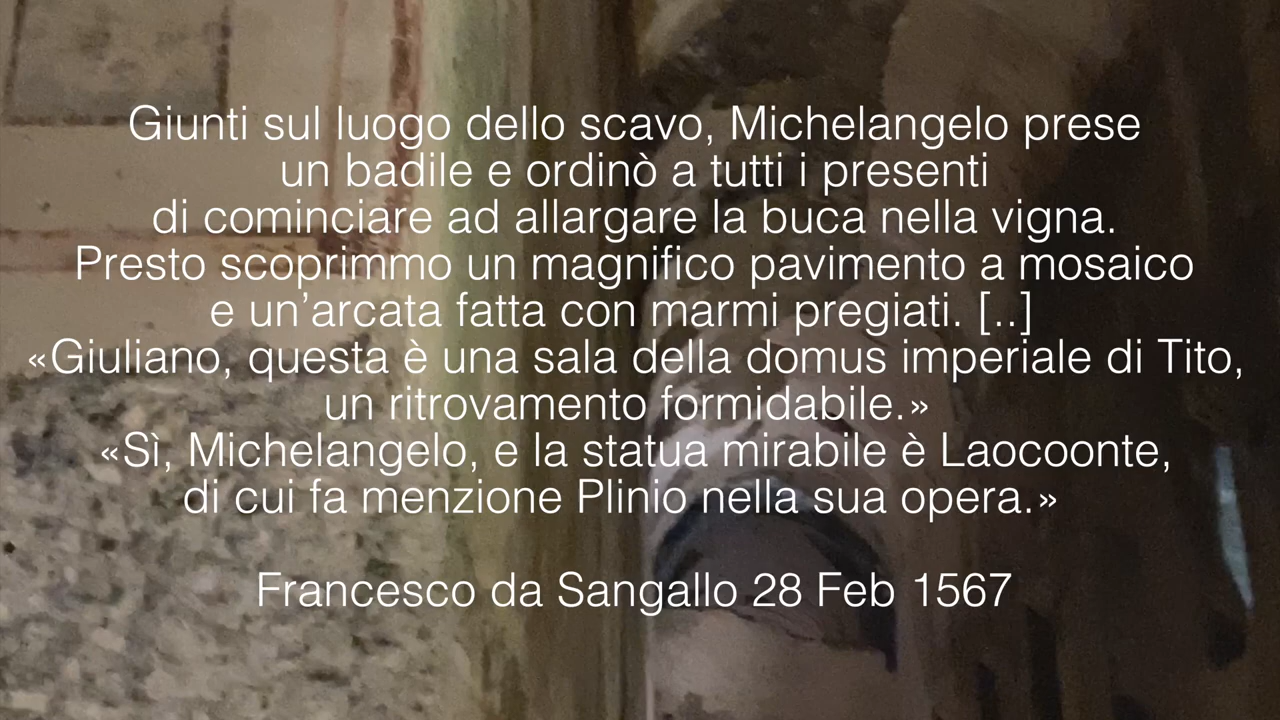 Giunti sul luogo dello scavo, Michelangelo prese
un badile e ordinò a tutti i presenti
di cominciare ad allargare la buca nella vigna.
Presto scoprimmo un magnifico pavimento a mosaico
e un’arcata fatta con marmi pregiati. [..]
«Giuliano, questa è una sala della domus imperiale di Tito,
un ritrovamento formidabile.»
«Sì, Michelangelo, e la statua mirabile è Laocoonte,
di cui fa menzione Plinio nella sua opera.»
Francesco da Sangallo 28 Feb 1567